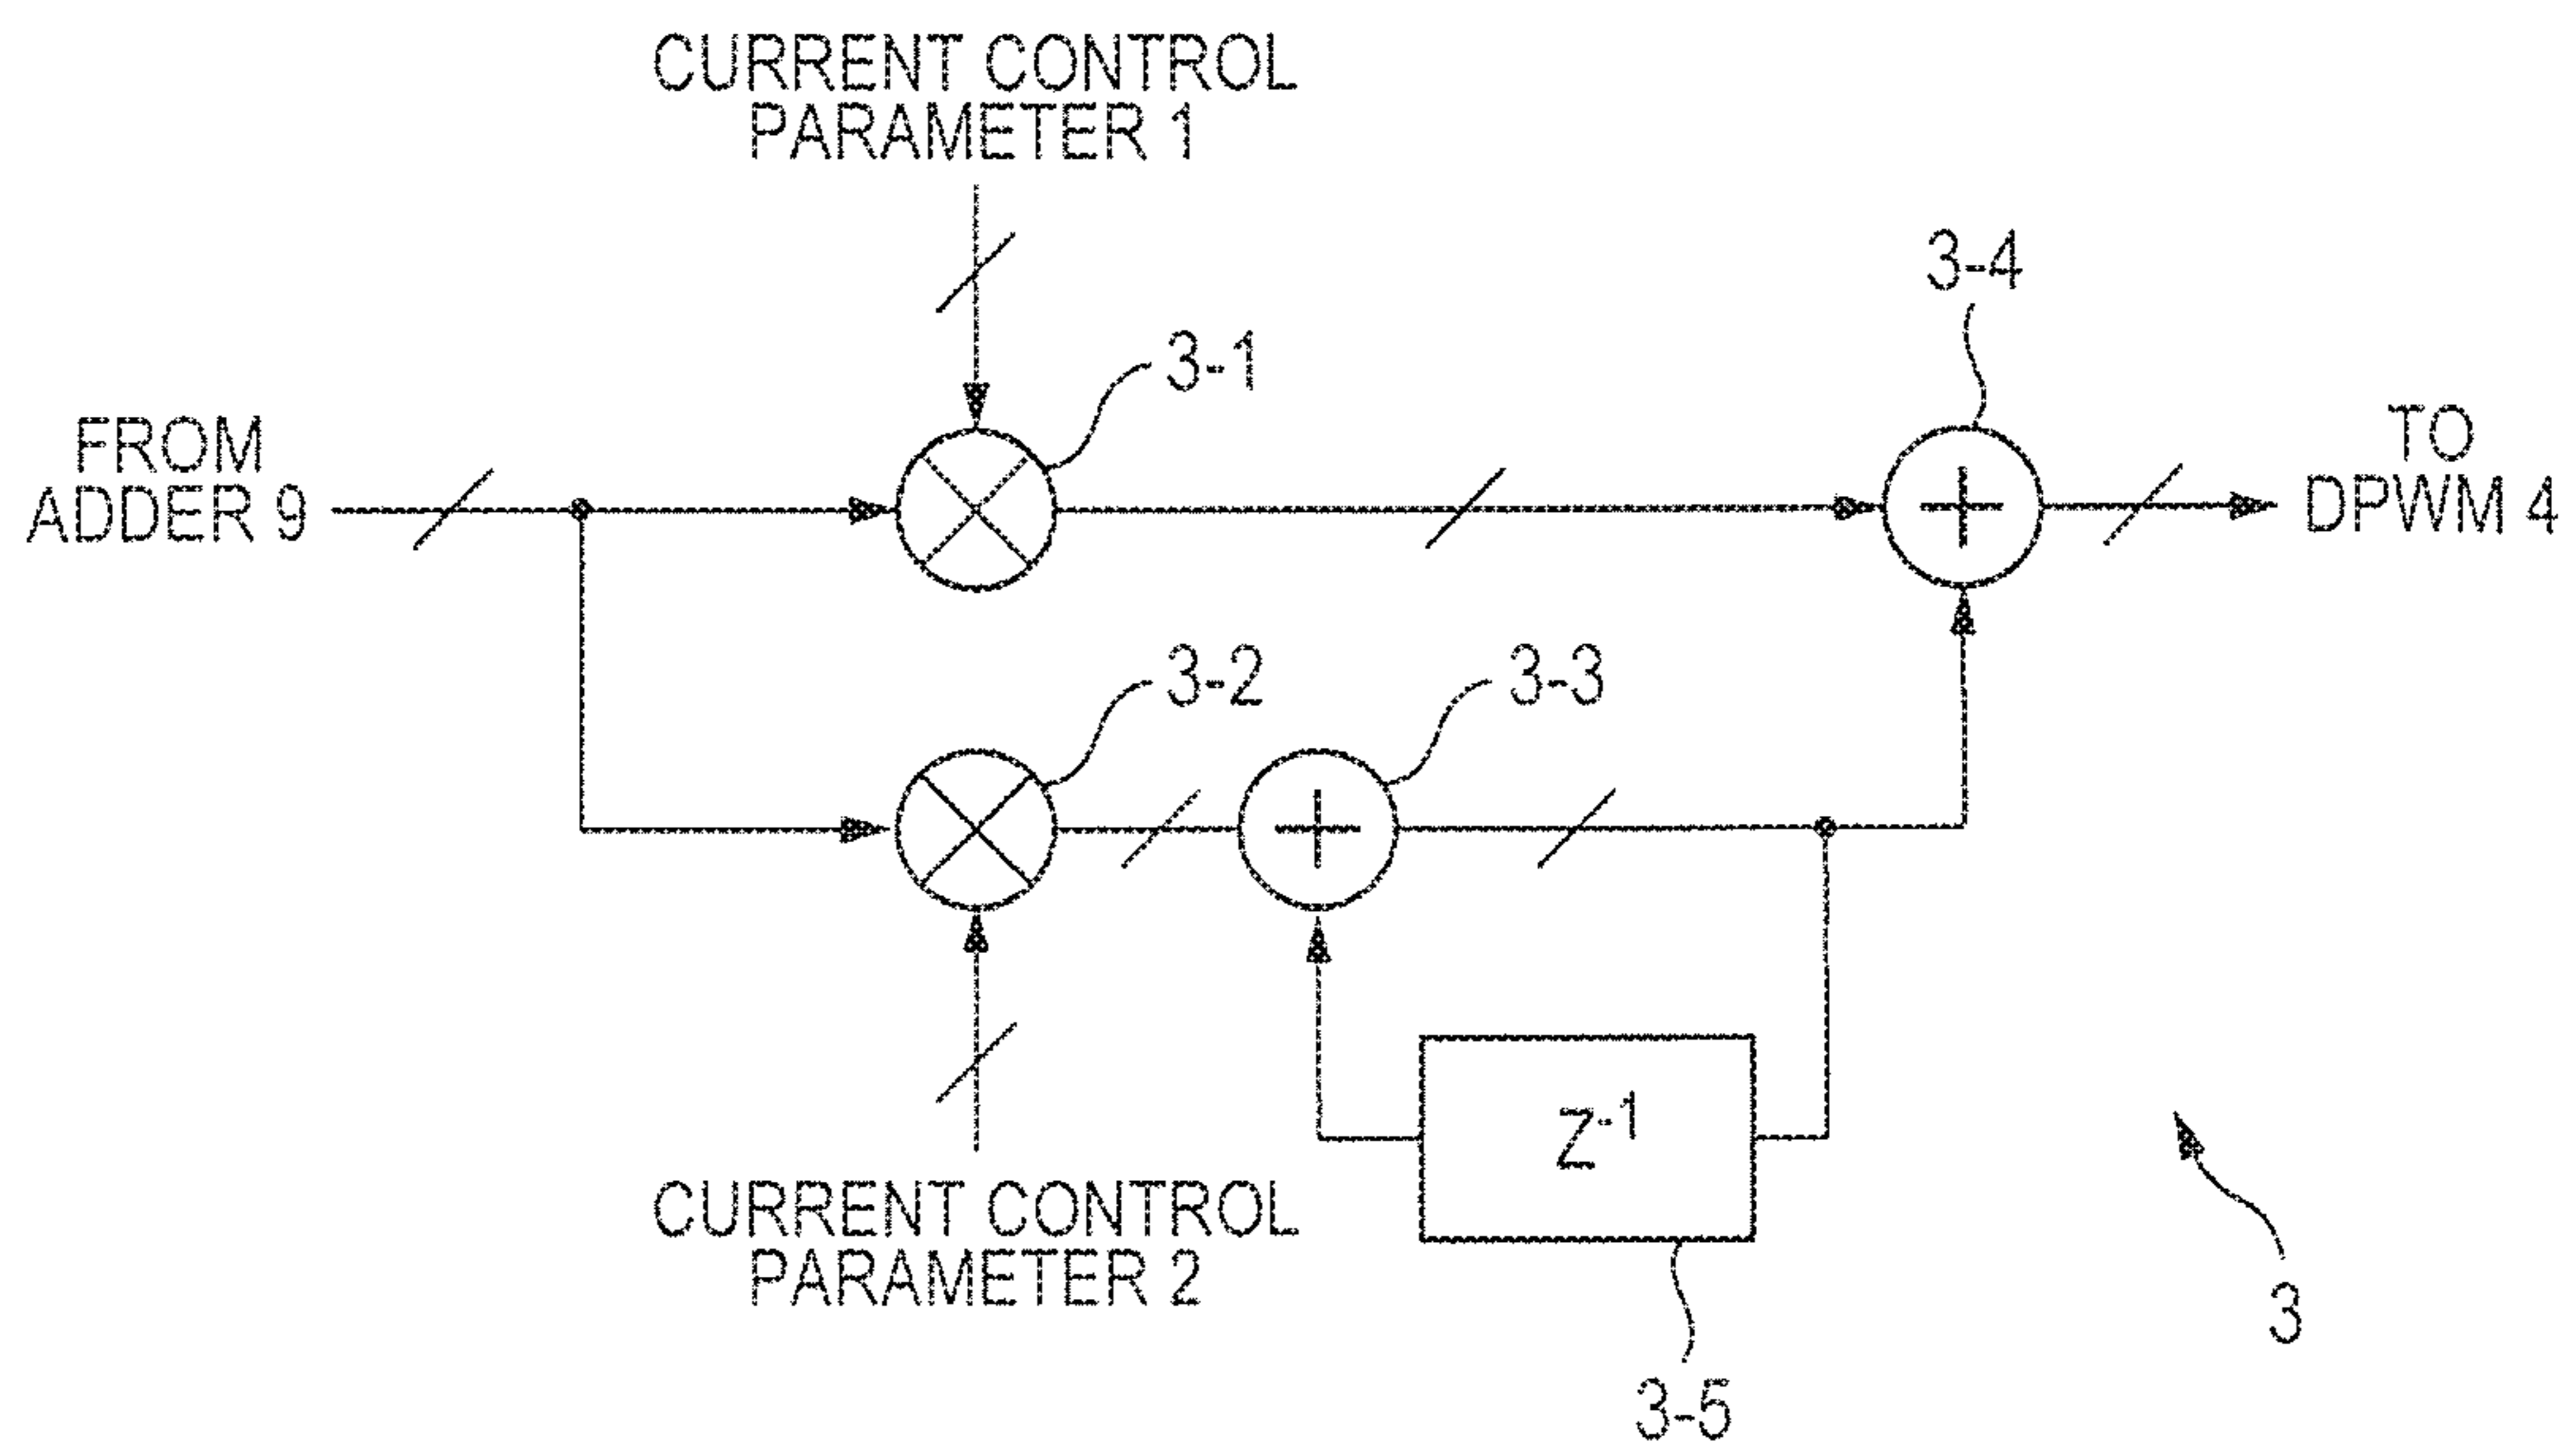 CURRENT CONTROL
PARAMETER 1
3-4
3-1
FROM
ADDER 9
TO
DPWM 4
3-2
3-3
Z-1
CURRENT CONTROL
PARAMETER 2
3
3-5